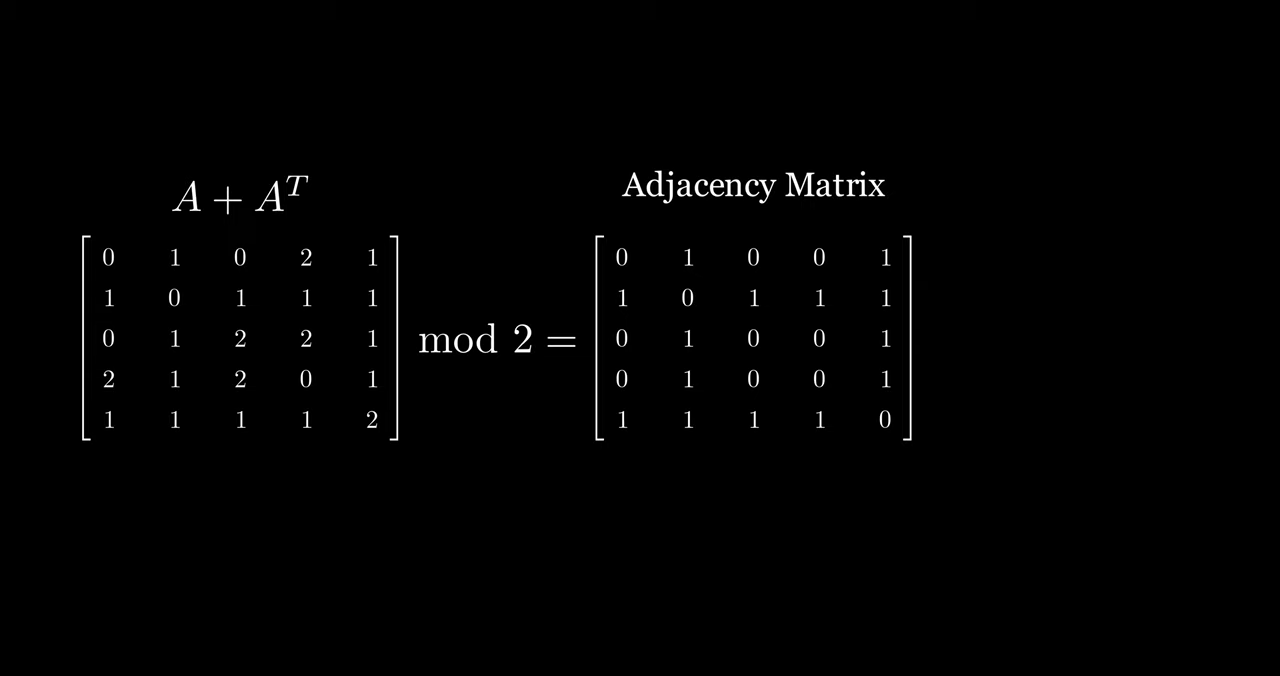 A + A^T
Adjacency Matrix
0 1 0 2 1
1 0 1 1 1
0 1 2 2 1
2 1 2 0 1
1 1 1 1 2
mod 2 =
0 1 0 0 1
1 0 1 1 1
0 1 0 0 1
0 1 0 0 1
1 1 1 1 0